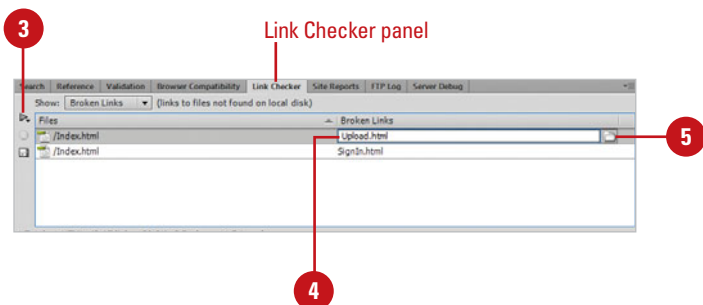 3
Link Checker panel
Search Reference Validation Browser Compatibility Link Checker Site Reports FTP Log Server Debug
Show: Broken Links (links to files not found on local disk)
Files Broken Links
/Index.html Upload.html
5
/Index.html SignIn.html
4